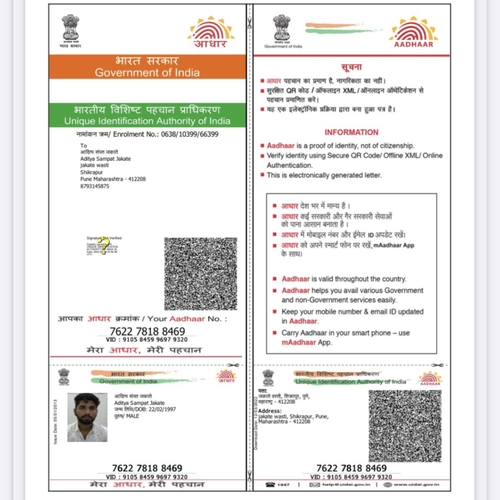 भारत सरकार
आधार
भारत सरकार
Government of India
भारतीय विशिष्ट पहचान प्राधिकरण
Unique Identification Authority of India
नामांकन क्रम/ Enrolment No.: 0638/10399/66399
To
आदित्य संपत जकाते
Aditya Sampat Jakate
jakate wasti
Shikrapur
Pune Maharashtra - 412208
8793145875
Signature Not Verified
आपका आधार क्रमांक / Your Aadhaar No. :
7622 7818 8469
VID : 9105 8459 9697 9320
मेरा आधार, मेरी पहचान
AADHAAR
सूचना
आधार पहचान का प्रमाण है, नागरिकता का नहीं।
सुरक्षित QR कोड / ऑफलाइन XML / ऑनलाइन ऑथेंटिकेशन से
पहचान प्रमाणित करें।
यह एक इलेक्ट्रॉनिक प्रक्रिया द्वारा बना हुआ पत्र है।
INFORMATION
Aadhaar is a proof of identity, not of citizenship.
Verify identity using Secure QR Code/ Offline XML/ Online
Authentication.
This is electronically generated letter.
आधार देश भर में मान्य है।
आधार कई सरकारी और गैर सरकारी सेवाओं
को पाना आसान बनाता है।
आधार में मोबाइल नंबर और ईमेल ID अपडेट रखें।
आधार को अपने स्मार्ट फोन पर रखें, mAadhaar App
के साथ।
Aadhaar is valid throughout the country.
Aadhaar helps you avail various Government
and non-Government services easily.
Keep your mobile number & email ID updated
in Aadhaar.
Carry Aadhaar in your smart phone – use
mAadhaar App.
भारत सरकार
Government of India
Aditya Sampat Jakate
जन्म तिथि/DOB: 22/02/1997
पुरुष/ MALE
7622 7818 8469
VID : 9105 8459 9697 9320
मेरा आधार, मेरी पहचान
भारतीय विशिष्ट पहचान प्राधिकरण
Unique Identification Authority of India
पता:
महाराष्ट्र - 412208
Address:
jakate wasti, Shikrapur, Pune,
Maharashtra - 412208
7622 7818 8469
VID : 9105 8459 9697 9320
1947
help@uidai.gov.in
www.uidai.gov.in